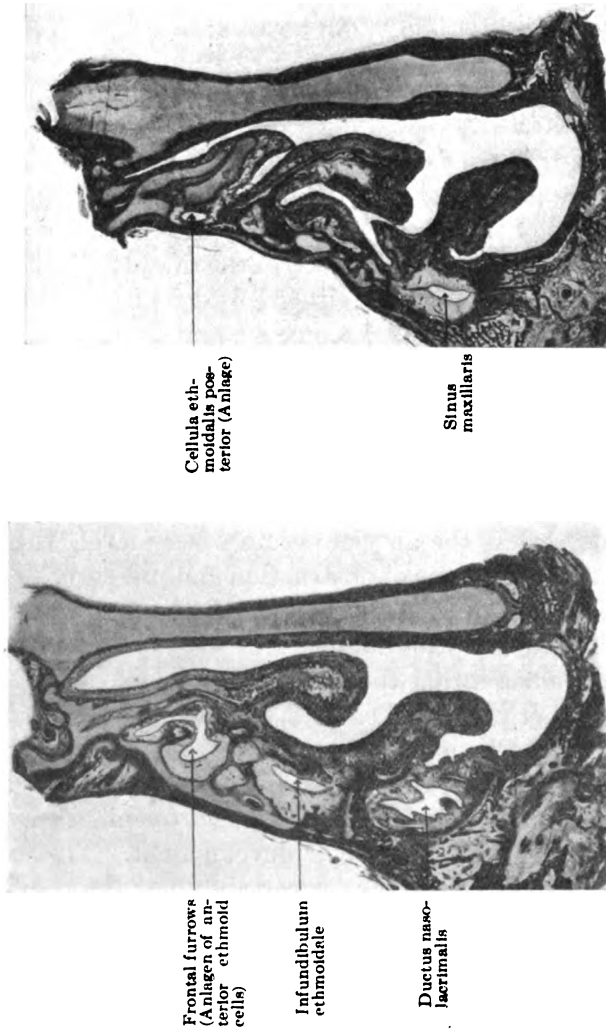 Cellula eth-
moidalis pos-
terior (Anlage)
Sinus
maxillaris
Frontal furrows
(Anlagen of an-
terior ethmoid
cells)
Infundibulum
ethmoidale
Ductus naso-
lacrimalis